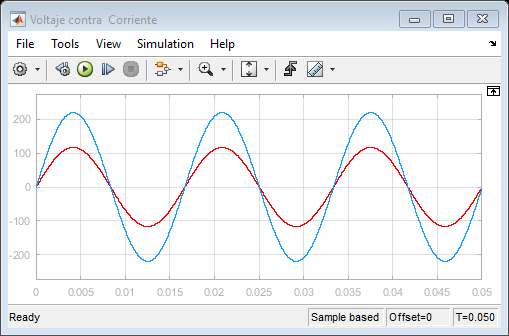 Voltaje contra  Corriente
File Tools View Simulation Help
200
100
0
-100
-200
0 0.005 0.01 0.015 0.02 0.025 0.03 0.035 0.04 0.045 0.05
Ready Sample based Offset=0 T=0.050